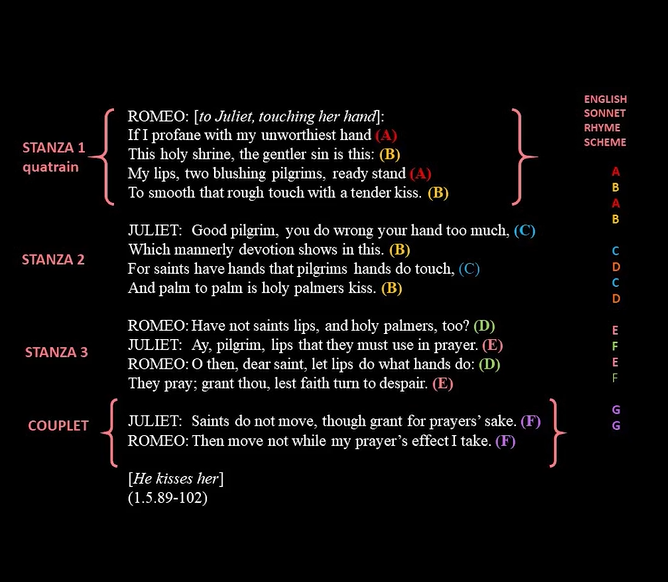 ENGLISH
SONNET
RHYME
SCHEME
STANZA 1
quatrain
ROMEO: [to Juliet, touching her hand]:
If I profane with my unworthiest hand (A)
This holy shrine, the gentler sin is this: (B)
My lips, two blushing pilgrims, ready stand (A)
To smooth that rough touch with a tender kiss. (B)
A
B
A
B
STANZA 2
JULIET: Good pilgrim, you do wrong your hand too much, (C)
Which mannerly devotion shows in this. (B)
For saints have hands that pilgrims hands do touch, (C)
And palm to palm is holy palmers kiss. (B)
C
D
C
D
STANZA 3
ROMEO: Have not saints lips, and holy palmers, too? (D)
JULIET: Ay, pilgrim, lips that they must use in prayer. (E)
ROMEO: O then, dear saint, let lips do what hands do: (D)
They pray; grant thou, lest faith turn to despair. (E)
E
F
E
F
COUPLET
JULIET: Saints do not move, though grant for prayers’ sake. (F)
ROMEO: Then move not while my prayer’s effect I take. (F)
G
G
[He kisses her]
(1.5.89-102)